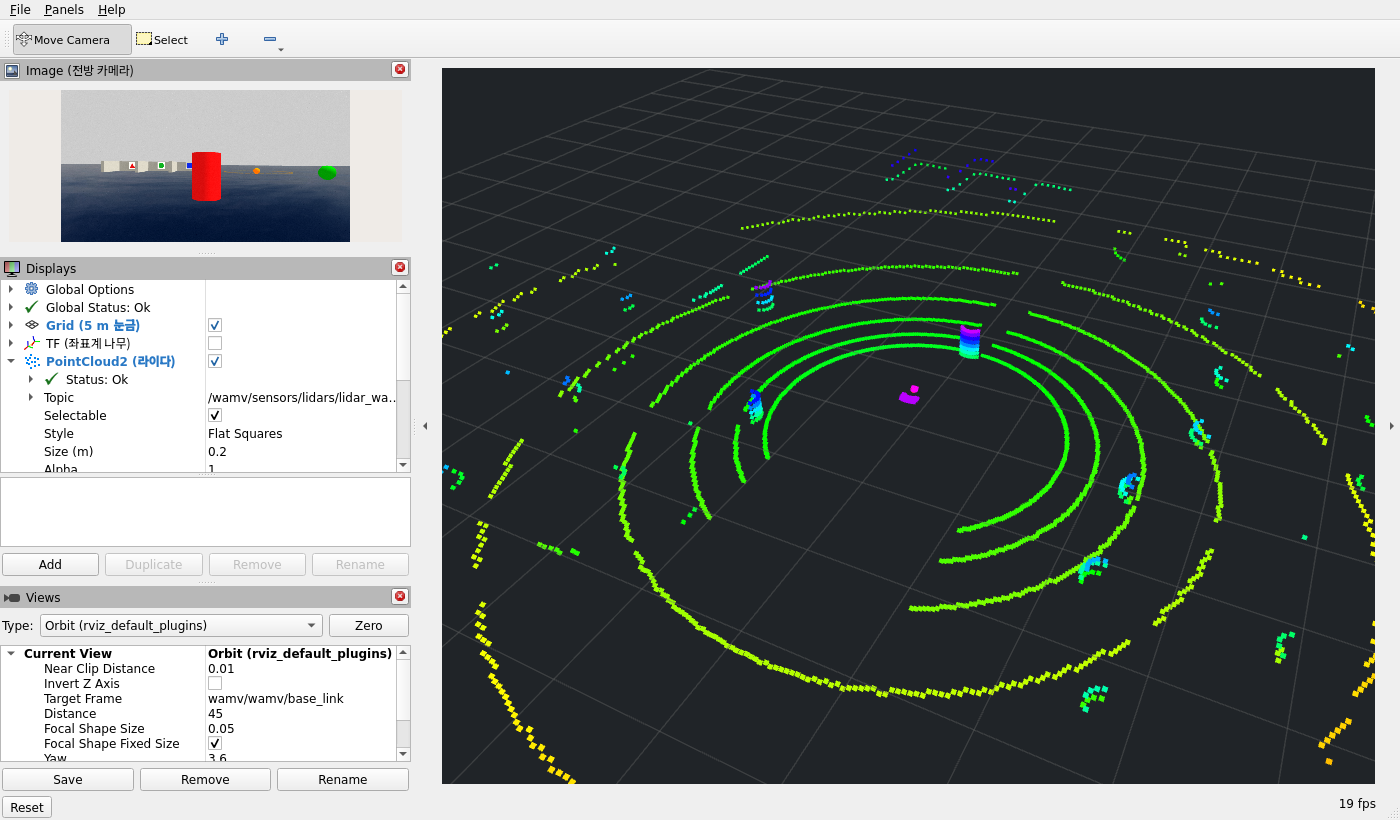 File Panels Help
Move Camera Select
Image (전방 카메라)
Displays
Global Options
Global Status: Ok
Grid (5 m 눈금)
TF (좌표계 나무)
PointCloud2 (라이다)
Status: Ok
Topic /wamv/sensors/lidars/lidar_wa..
Selectable
Style Flat Squares
Size (m) 0.2
Alpha 1
Add Duplicate Remove Rename
Views
Type: Orbit (rviz_default_plugins) Zero
Current View Orbit (rviz_default_plugins)
Near Clip Distance 0.01
Invert Z Axis
Target Frame wamv/wamv/base_link
Distance 45
Focal Shape Size 0.05
Focal Shape Fixed Size
Yaw 3.6
Save Remove Rename
Reset
19 fps